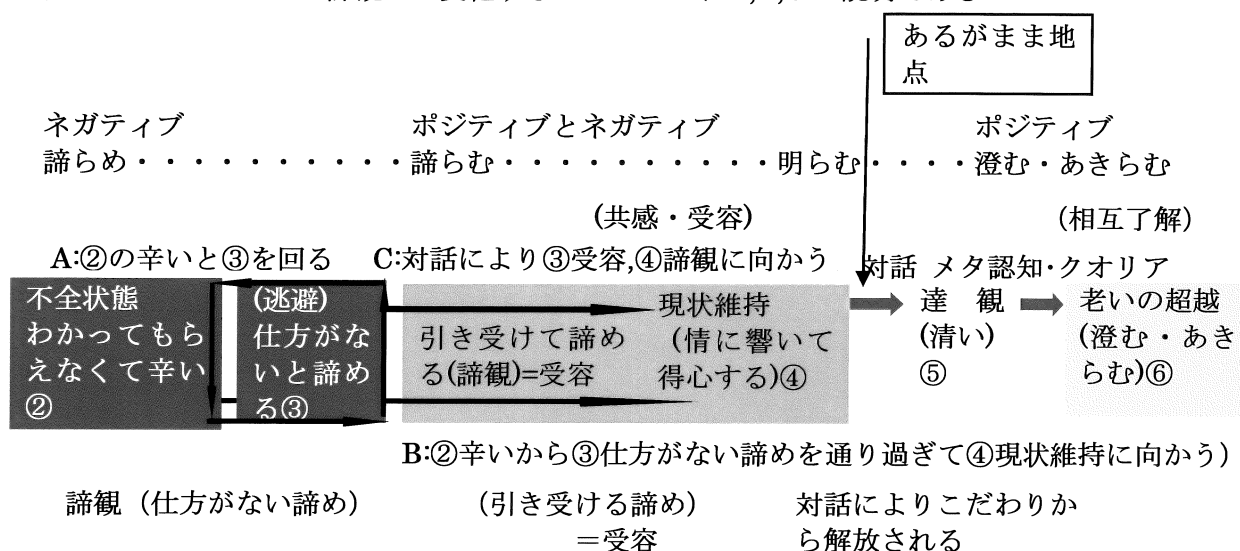 あるがまま地
点
ネガティブ ポジティブとネガティブ ポジティブ
諦らめ・・・・・・・・・・諦らむ・・・・・・・・・・明らむ・・・・澄む・あきらむ
(共感・受容) (相互了解)
A:②の辛いと③を回る C:対話により③受容,④諦観に向かう
対話 メタ認知・クオリア
不全状態
わかってもら
えなくて辛い
②
(逃避)
仕方がな
いと諦め
る③
引き受けて諦め
る(諦観)=受容
現状維持
(情に響いて
得心する)④
達 観
(清い)
⑤
老いの超越
(澄む・あき
らむ)⑥
B:②辛いから③仕方がない諦めを通り過ぎて④現状維持に向かう)
諦観(仕方がない諦め) (引き受ける諦め) 対話によりこだわりか
=受容 ら解放される